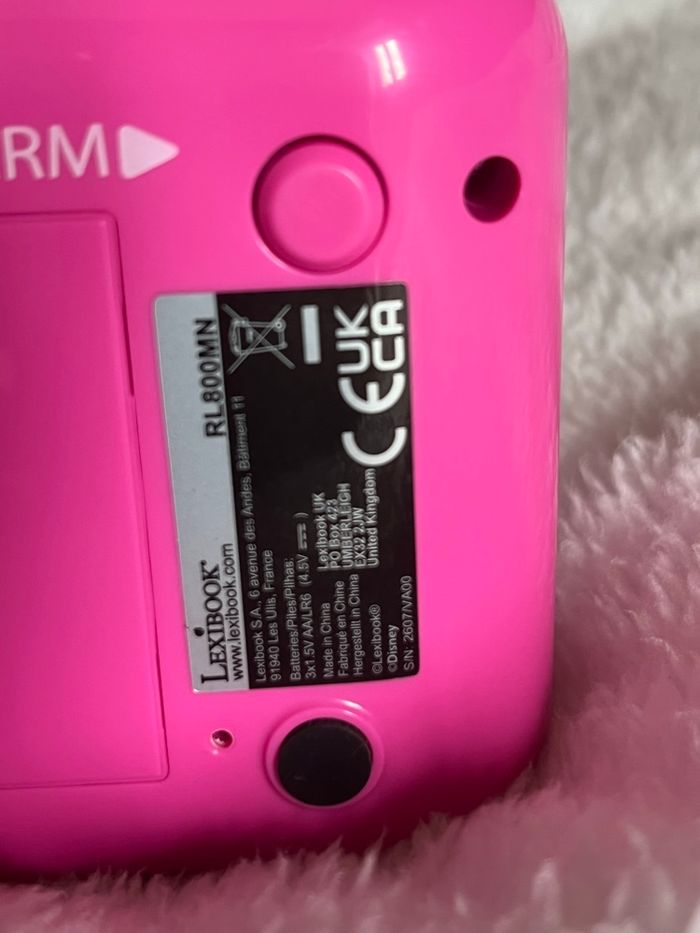 RM
RL800MN
LEXIBOOK®
www.lexibook.com
Lexibook S.A., 6 avenue des Andes, Bâtiment 11
91940 Les Ulis, France
Batteries/Piles/Pilhas:
3x1.5V AA/LR6 (4.5V ⎓ )
Made in China
Fabriqué en Chine
Hergestellt in China
©Lexibook®
©Disney
S/N: 2607/VA00
Lexibook UK
PO Box 423
UMBERLEIGH
EX32 2JW
United Kingdom
CE
UK
CA